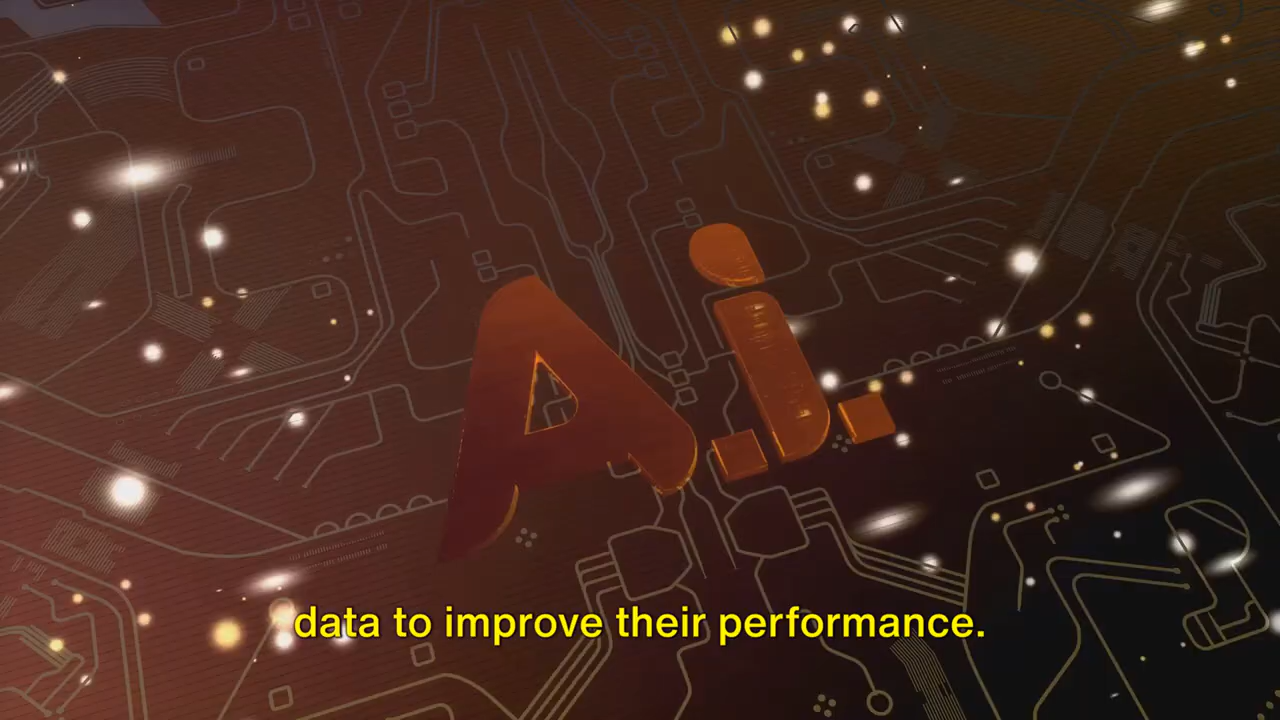 A.i.
data to improve their performance.